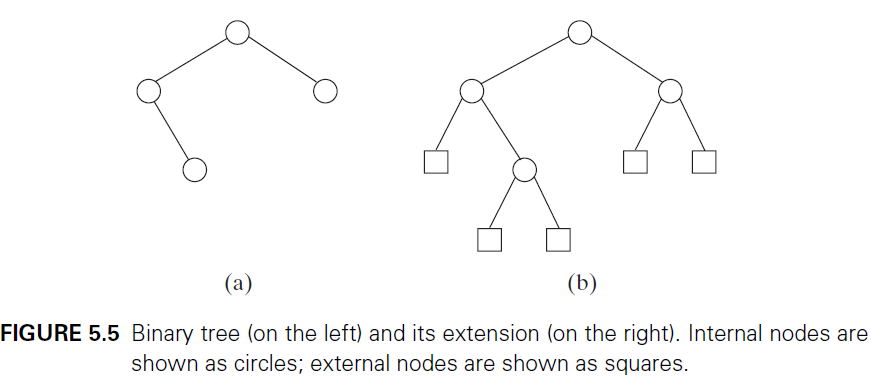 (a)
(b)
FIGURE 5.5 Binary tree (on the left) and its extension (on the right). Internal nodes are
shown as circles; external nodes are shown as squares.